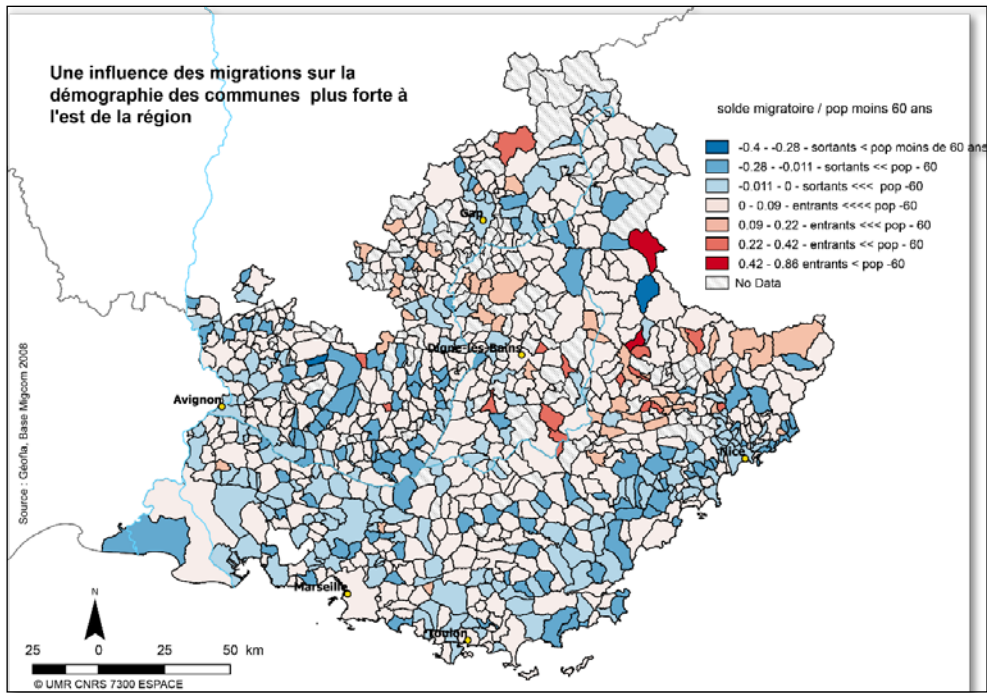 Une influence des migrations sur la
démographie des communes plus forte à
l'est de la région
solde migratoire / pop moins 60 ans
-0.4 - -0.28 - sortants < pop moins de 60 ans
-0.28 - -0.011 - sortants << pop - 60
-0.011 - 0 - sortants <<< pop -60
0 - 0.09 - entrants <<<< pop -60
0.09 - 0.22 - entrants <<< pop - 60
0.22 - 0.42 - entrants << pop - 60
0.42 - 0.86 entrants < pop -60
No Data
Gap
Digne-les-Bains
Avignon
Nice
Marseille
Toulon
Source : Géofla, Base Migcom 2008
N
25 0 25 50 km
© UMR CNRS 7300 ESPACE